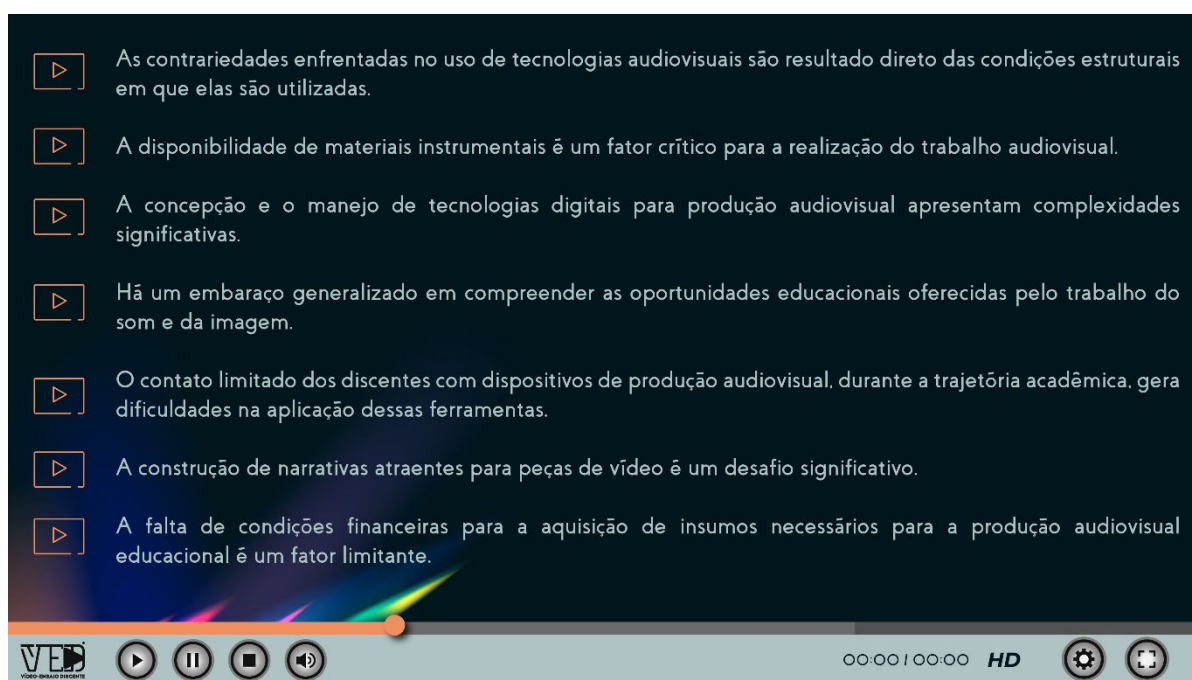 As contrariedades enfrentadas no uso de tecnologias audiovisuais são resultado direto das condições estruturais
em que elas são utilizadas.
A disponibilidade de materiais instrumentais é um fator crítico para a realização do trabalho audiovisual.
A concepção e o manejo de tecnologias digitais para produção audiovisual apresentam complexidades
significativas.
Há um embaraço generalizado em compreender as oportunidades educacionais oferecidas pelo trabalho do
som e da imagem.
O contato limitado dos discentes com dispositivos de produção audiovisual, durante a trajetória acadêmica, gera
dificuldades na aplicação dessas ferramentas.
A construção de narrativas atraentes para peças de vídeo é um desafio significativo.
A falta de condições financeiras para a aquisição de insumos necessários para a produção audiovisual
educacional é um fator limitante.
VED
VÍDEO-ENSAIO DISCENTE
00:00 / 00:00 HD